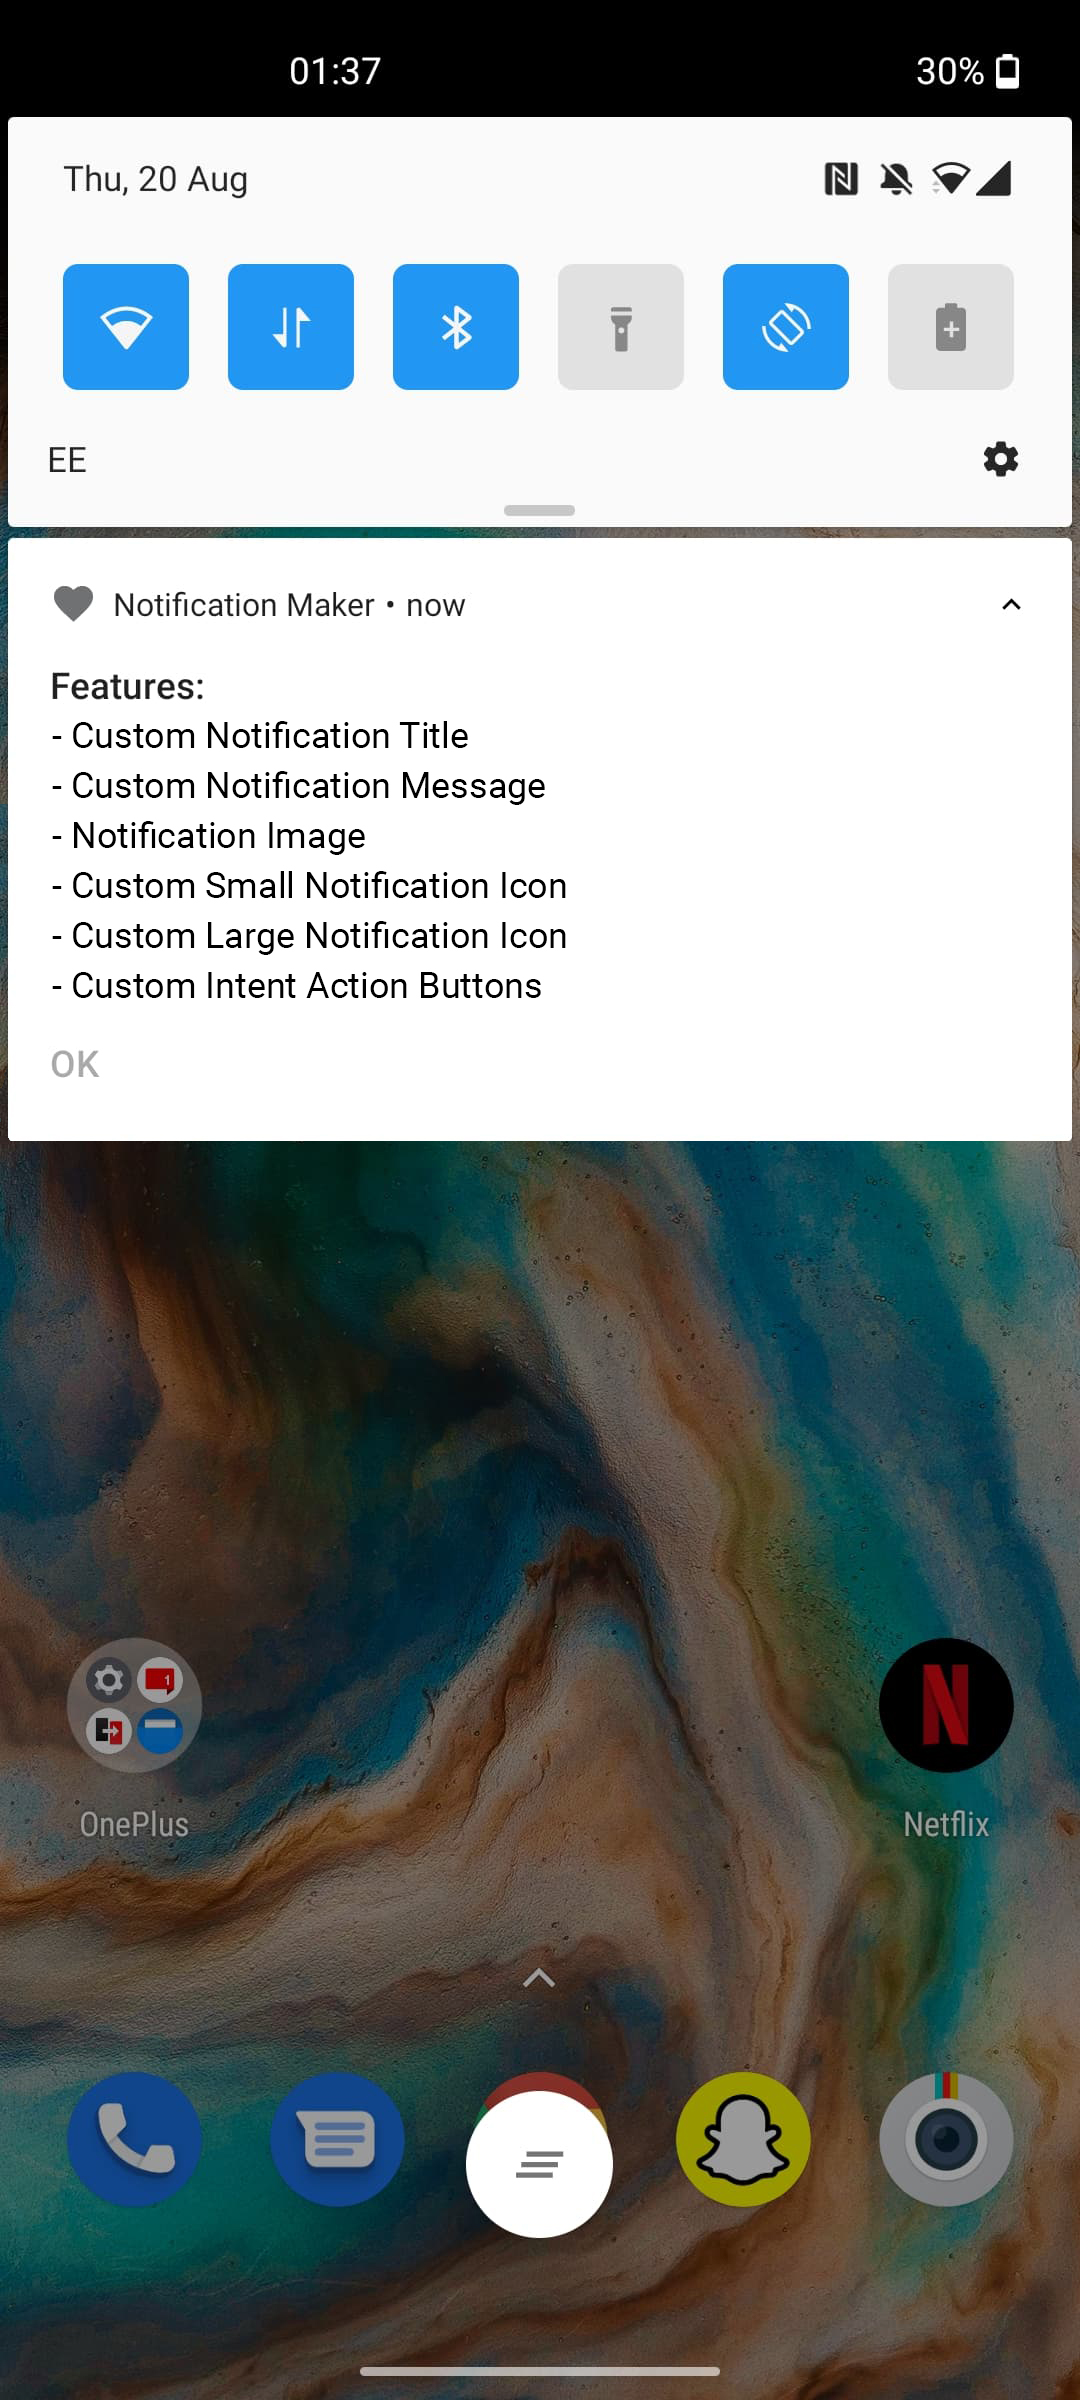 01:37 30%
Thu, 20 Aug
EE
Notification Maker • now
Features:
- Custom Notification Title
- Custom Notification Message
- Notification Image
- Custom Small Notification Icon
- Custom Large Notification Icon
- Custom Intent Action Buttons
OK
1
N
OnePlus Netflix